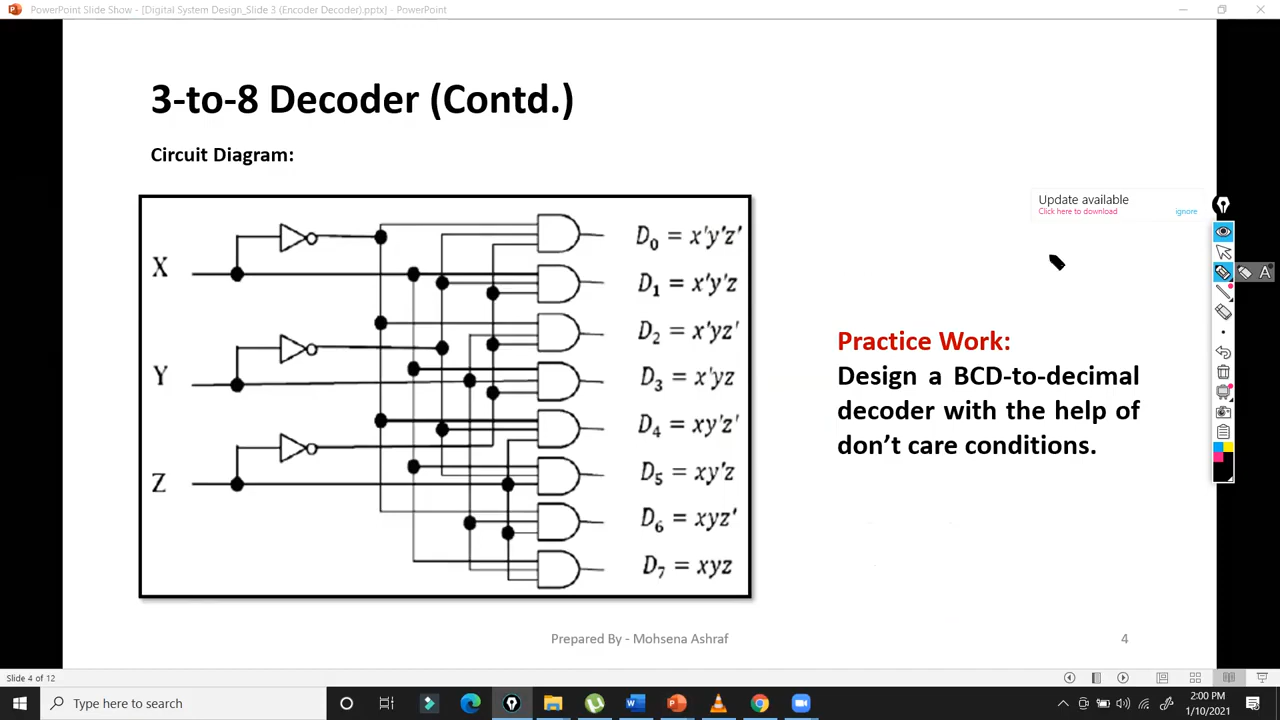 PowerPoint Slide Show - [Digital System Design_Slide 3 (Encoder Decoder).pptx] - PowerPoint
3-to-8 Decoder (Contd.)
Circuit Diagram:
Update available
Click here to download ignore
X
Y
Z
D₀ = x'y'z'
D₁ = x'y'z
D₂ = x'yz'
D₃ = x'yz
D₄ = xy'z'
D₅ = xy'z
D₆ = xyz'
D₇ = xyz
A
Practice Work:
Design a BCD-to-decimal
decoder with the help of
don’t care conditions.
Prepared By - Mohsena Ashraf
4
Slide 4 of 12
Type here to search
2:00 PM
1/10/2021